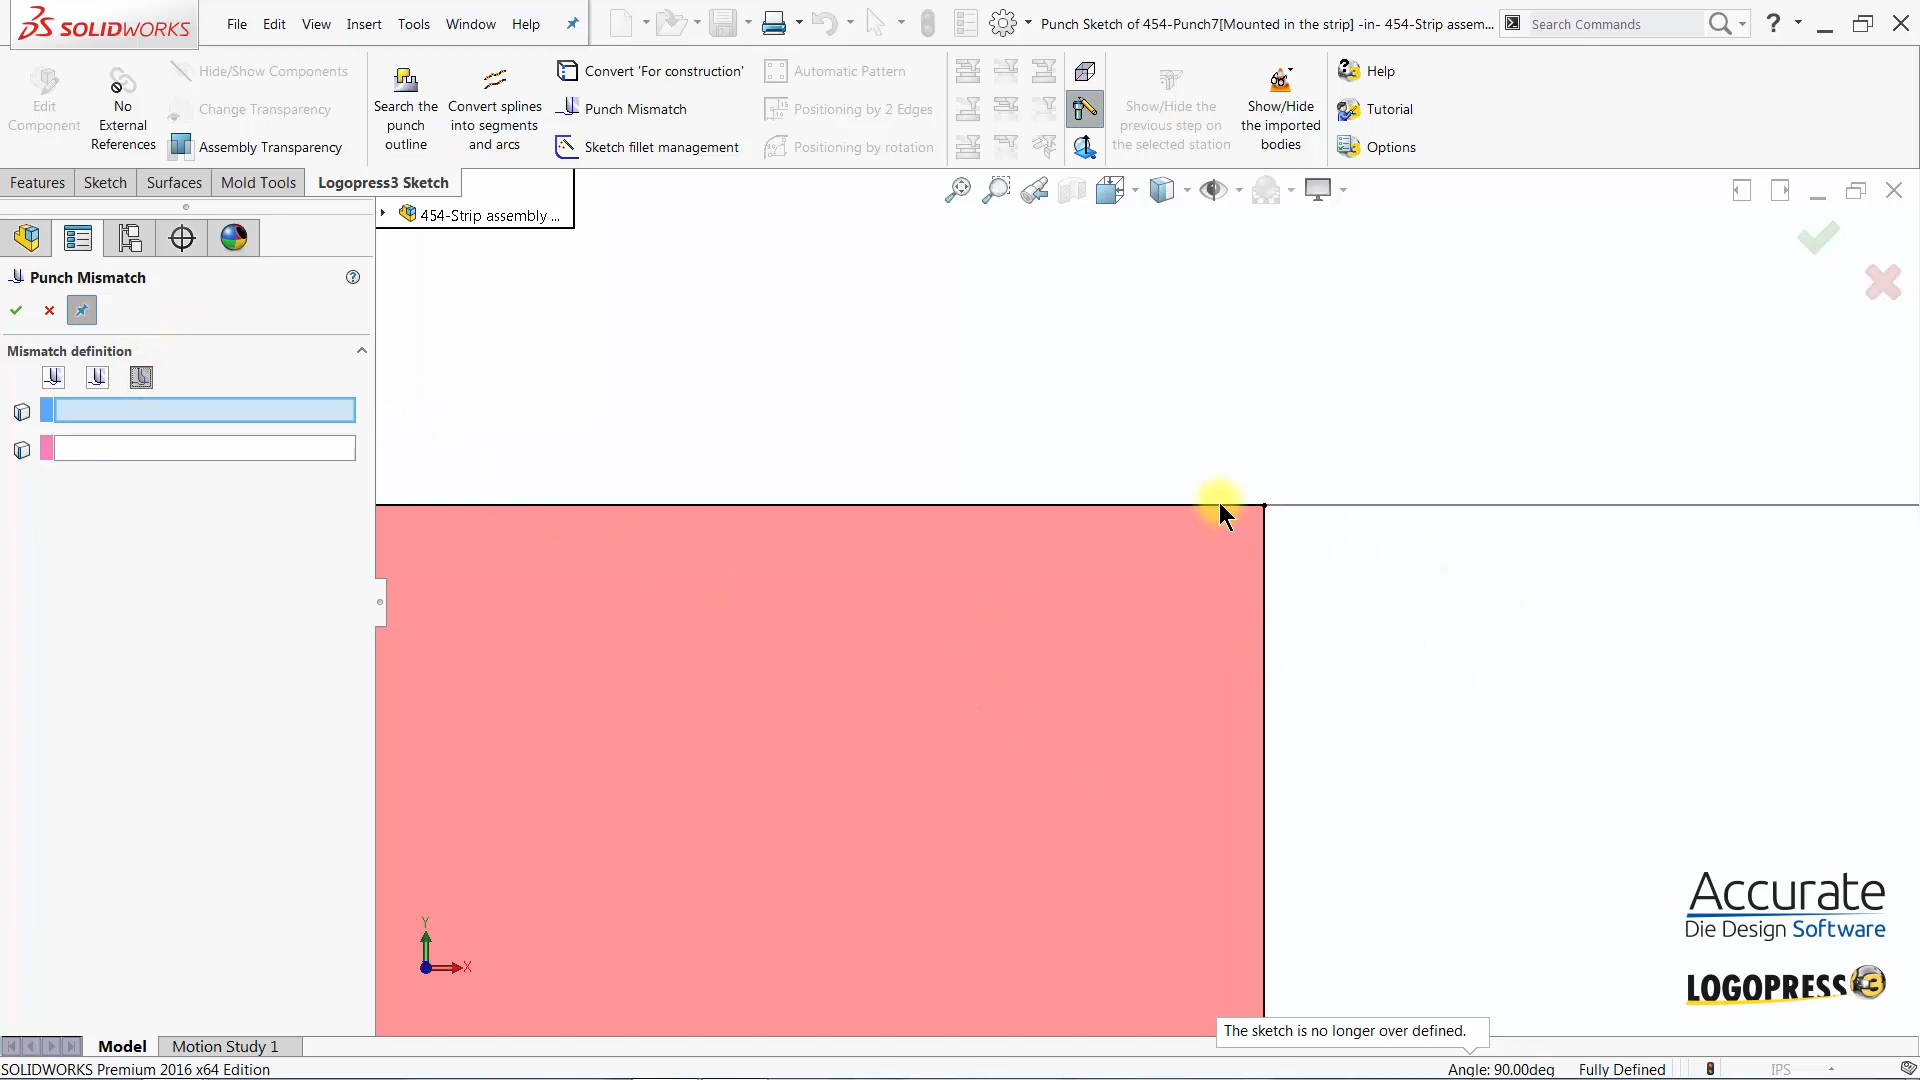 SOLIDWORKS
File Edit View Insert Tools Window Help
Punch Sketch of 454-Punch7[Mounted in the strip] -in- 454-Strip assem...
Search Commands
Edit Component
No External References
Hide/Show Components
Change Transparency
Assembly Transparency
Search the punch outline
Convert splines into segments and arcs
Convert 'For construction'
Punch Mismatch
Sketch fillet management
Automatic Pattern
Positioning by 2 Edges
Positioning by rotation
Show/Hide the previous step on the selected station
Show/Hide the imported bodies
Help
Tutorial
Options
Features Sketch Surfaces Mold Tools Logopress3 Sketch
454-Strip assembly ...
Punch Mismatch
Mismatch definition
Y
X
Accurate
Die Design Software
LOGOPRESS 3
The sketch is no longer over defined.
Model Motion Study 1
SOLIDWORKS Premium 2016 x64 Edition
Angle: 90.00deg Fully Defined IPS